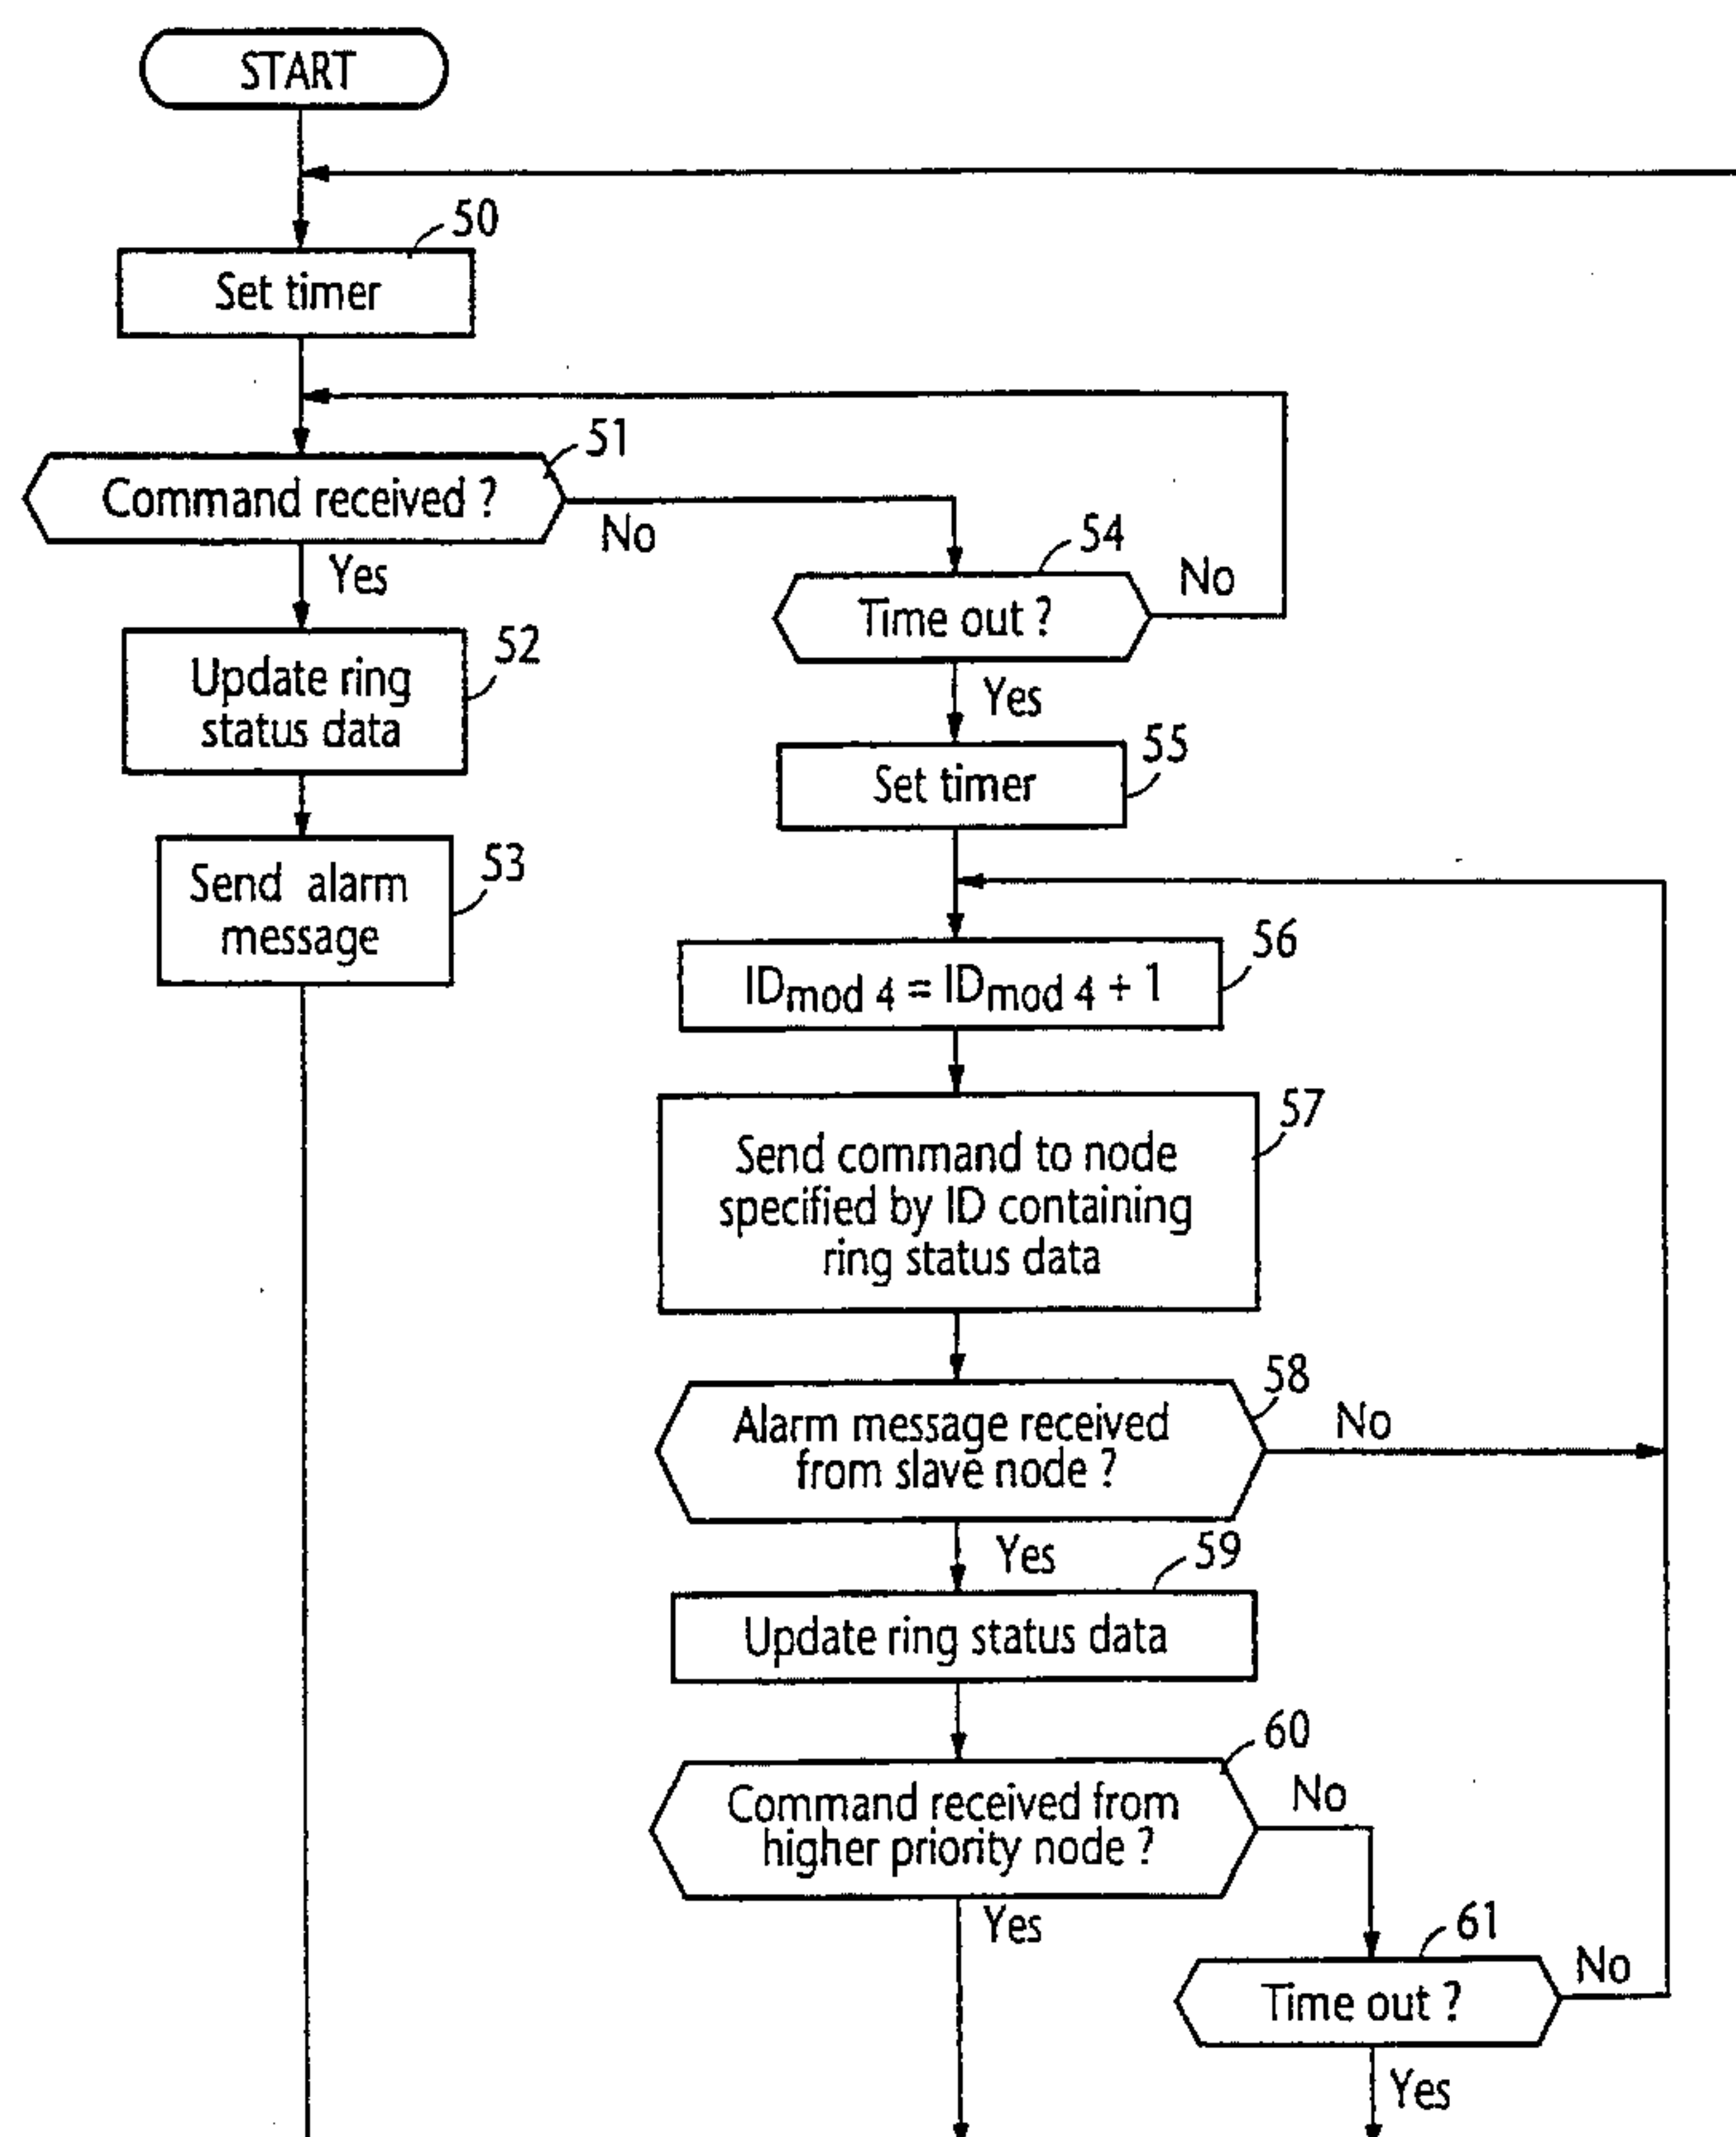 START
50
Set timer
51
Command received ?
No
Yes
54
Time out ?
No
Yes
52
Update ring
status data
55
Set timer
53
Send alarm
message
56
IDmod 4 = IDmod 4 + 1
57
Send command to node
specified by ID containing
ring status data
58
Alarm message received
from slave node ?
No
Yes
59
Update ring status data
60
Command received from
higher priority node ?
No
Yes
61
Time out ?
No
Yes